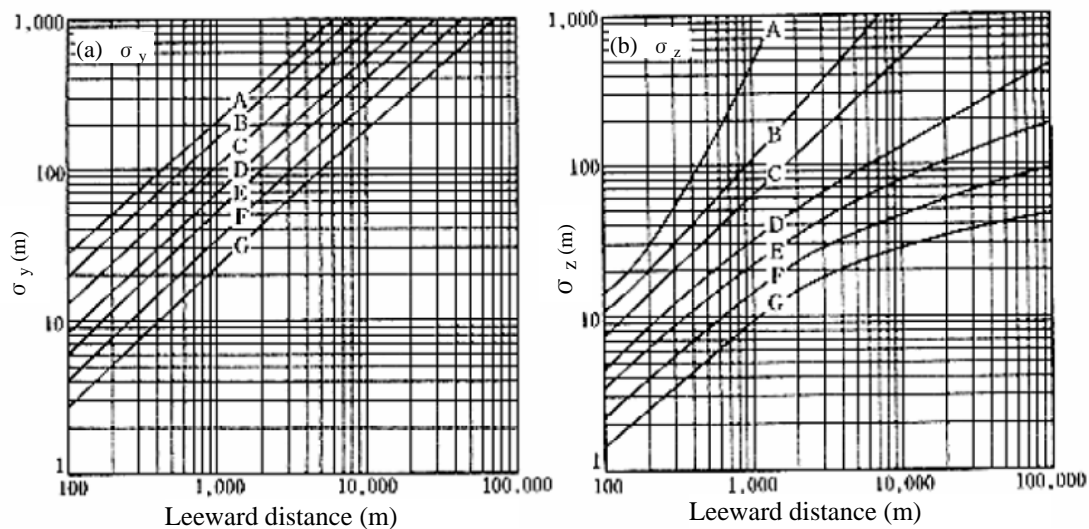 (a) σ y
1,000
100
10
1
σ y (m)
A
B
C
D
E
F
G
100
1,000
10,000
100,000
Leeward distance (m)
(b) σ z
1,000
100
10
1
σ z (m)
A
B
C
D
E
F
G
100
1,000
10,000
100,000
Leeward distance (m)